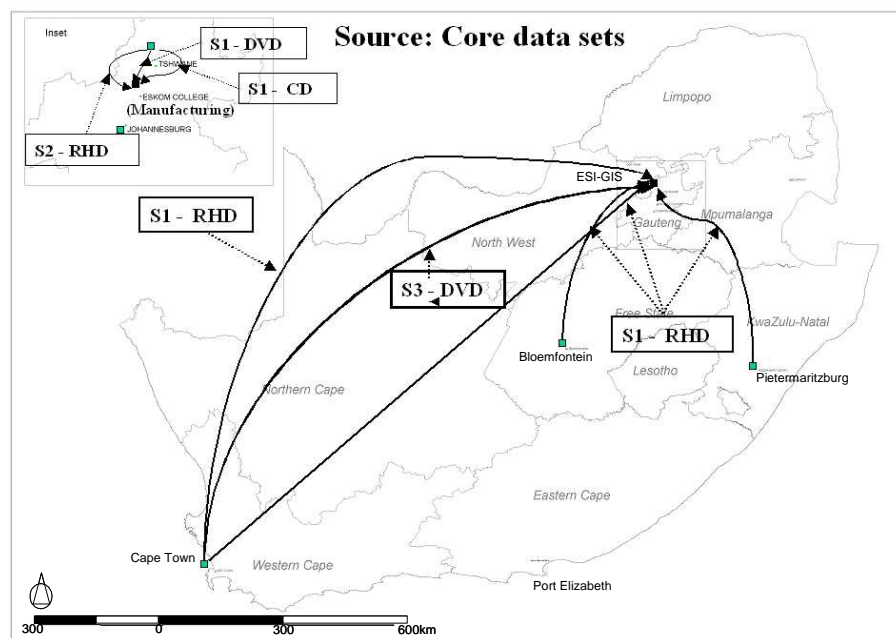 Source: Core data sets
Inset
S1 - DVD
TSHWANE
S1 - CD
ESKOM COLLEGE
(Manufacturing)
S2 - RHD
JOHANNESBURG
Limpopo
ESI-GIS
S1 - RHD
Mpumalanga
Gauteng
North West
S3 - DVD
Free State
KwaZulu-Natal
S1 - RHD
Bloemfontein
Lesotho
Pietermaritzburg
Northern Cape
Eastern Cape
Cape Town
Western Cape
Port Elizabeth
300 0 300 600km